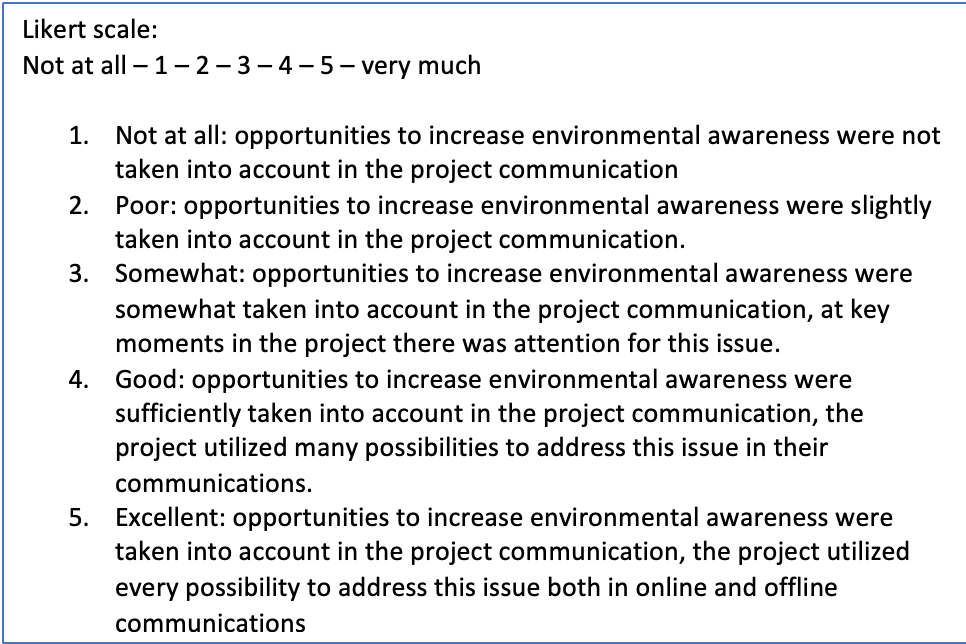 Likert scale:
Not at all – 1 – 2 – 3 – 4 – 5 – very much
1. Not at all: opportunities to increase environmental awareness were not
taken into account in the project communication
2. Poor: opportunities to increase environmental awareness were slightly
taken into account in the project communication.
3. Somewhat: opportunities to increase environmental awareness were
somewhat taken into account in the project communication, at key
moments in the project there was attention for this issue.
4. Good: opportunities to increase environmental awareness were
sufficiently taken into account in the project communication, the
project utilized many possibilities to address this issue in their
communications.
5. Excellent: opportunities to increase environmental awareness were
taken into account in the project communication, the project utilized
every possibility to address this issue both in online and offline
communications